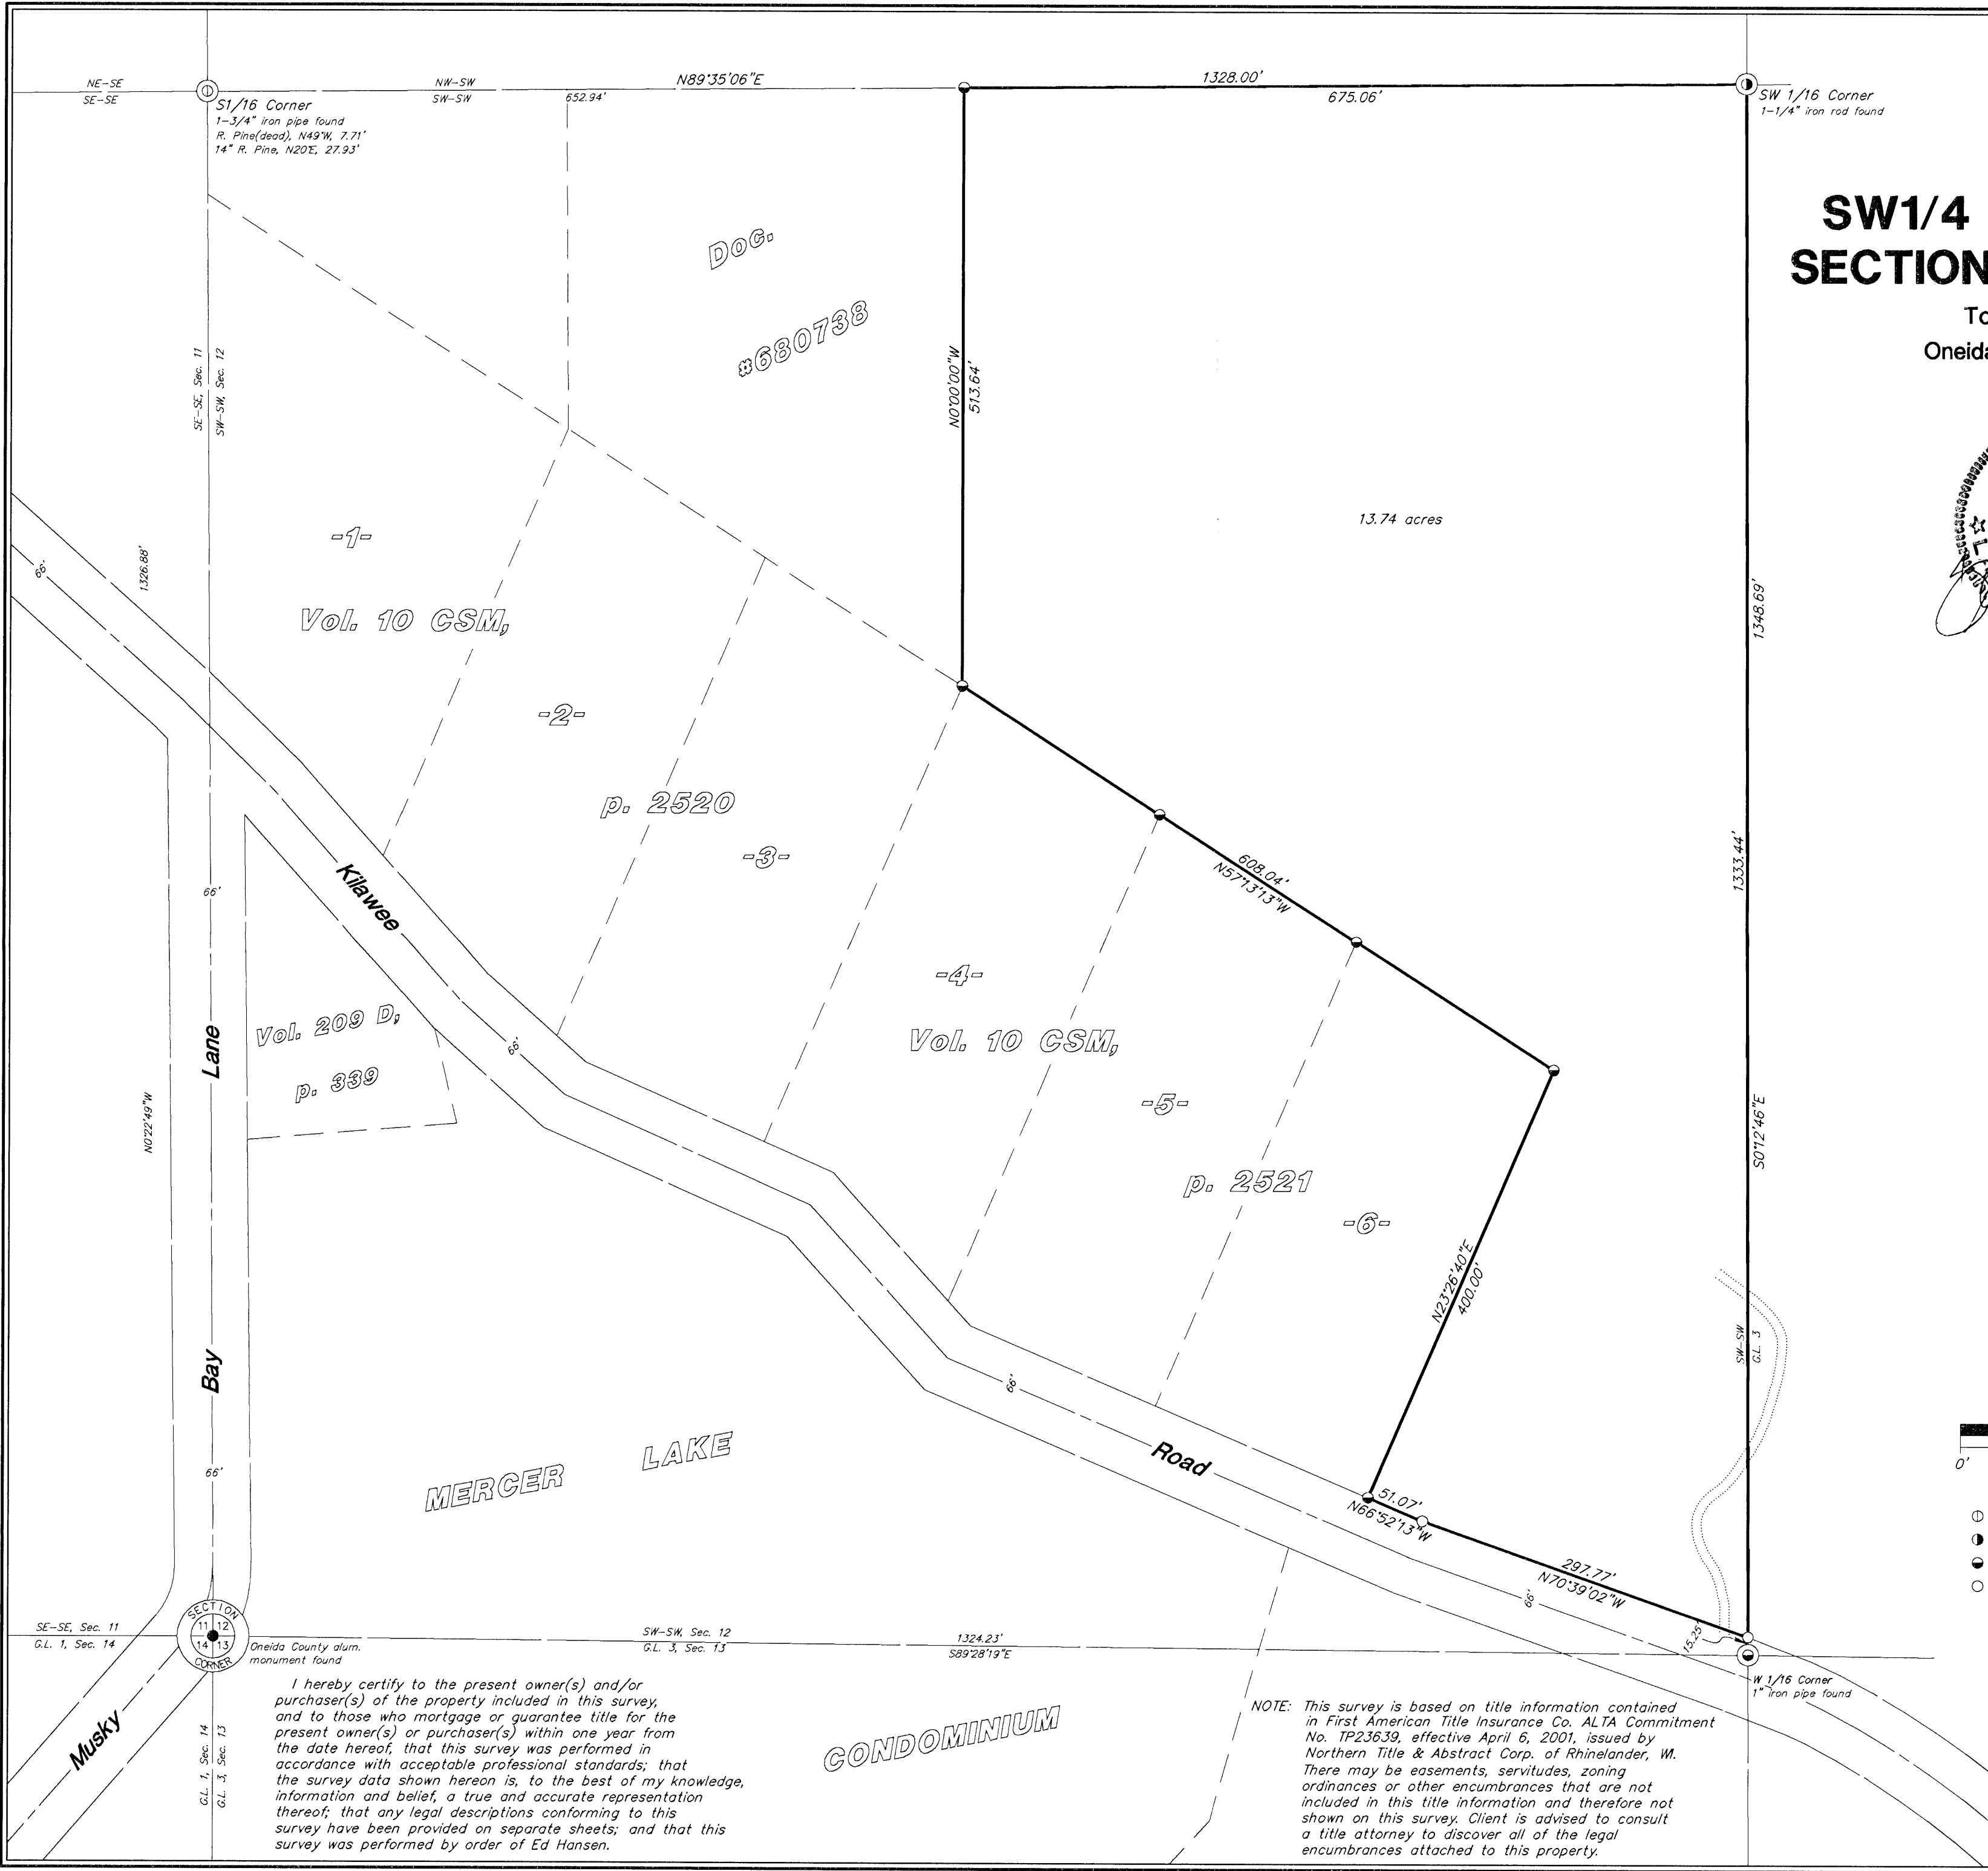 NE-SE
SE-SE
NW-SW
SW-SW
N89°35'06"E
1328.00'
652.94'
675.06'
S1/16 Corner
1-3/4" iron pipe found
R. Pine(dead), N49°W, 7.71'
14" R. Pine, N20°E, 27.93'
SW 1/16 Corner
1-1/4" iron rod found
SW1/4
SECTION
Doc.
#680738
N0°00'00"W
513.64'
SE-SE, Sec. 11
SW-SW, Sec. 12
13.74 acres
-1-
Vol. 10 CSM,
66'
1326.88'
1348.69'
-2-
p. 2520
-3-
608.04'
N57°13'13"W
1333.44'
66'
Kilawee
-4-
Vol. 10 CSM,
Vol. 209 D,
p. 339
66'
Lane
N0°22'49"W
-5-
S0°12'46"E
p. 2521
-6-
N23°26'40"E
400.00'
SW-SW
G.L. 3
Bay
66'
Road
MERCER LAKE
66'
0'
51.07'
N66°52'13"W
297.77'
N70°39'02"W
66'
15.25'
SECTION
11 12
14 13
CORNER
SE-SE, Sec. 11
G.L. 1, Sec. 14
Oneida County alum.
monument found
SW-SW, Sec. 12
G.L. 3, Sec. 13
1324.23'
S89°28'19"E
W 1/16 Corner
1" iron pipe found
Musky
G.L. 1, Sec. 14
G.L. 3, Sec. 13
I hereby certify to the present owner(s) and/or
purchaser(s) of the property included in this survey,
and to those who mortgage or guarantee title for the
present owner(s) or purchaser(s) within one year from
the date hereof, that this survey was performed in
accordance with acceptable professional standards; that
the survey data shown hereon is, to the best of my knowledge,
information and belief, a true and accurate representation
thereof; that any legal descriptions conforming to this
survey have been provided on separate sheets; and that this
survey was performed by order of Ed Hansen.
CONDOMINIUM
NOTE: This survey is based on title information contained
in First American Title Insurance Co. ALTA Commitment
No. TP23639, effective April 6, 2001, issued by
Northern Title & Abstract Corp. of Rhinelander, WI.
There may be easements, servitudes, zoning
ordinances or other encumbrances that are not
included in this title information and therefore not
shown on this survey. Client is advised to consult
a title attorney to discover all of the legal
encumbrances attached to this property.